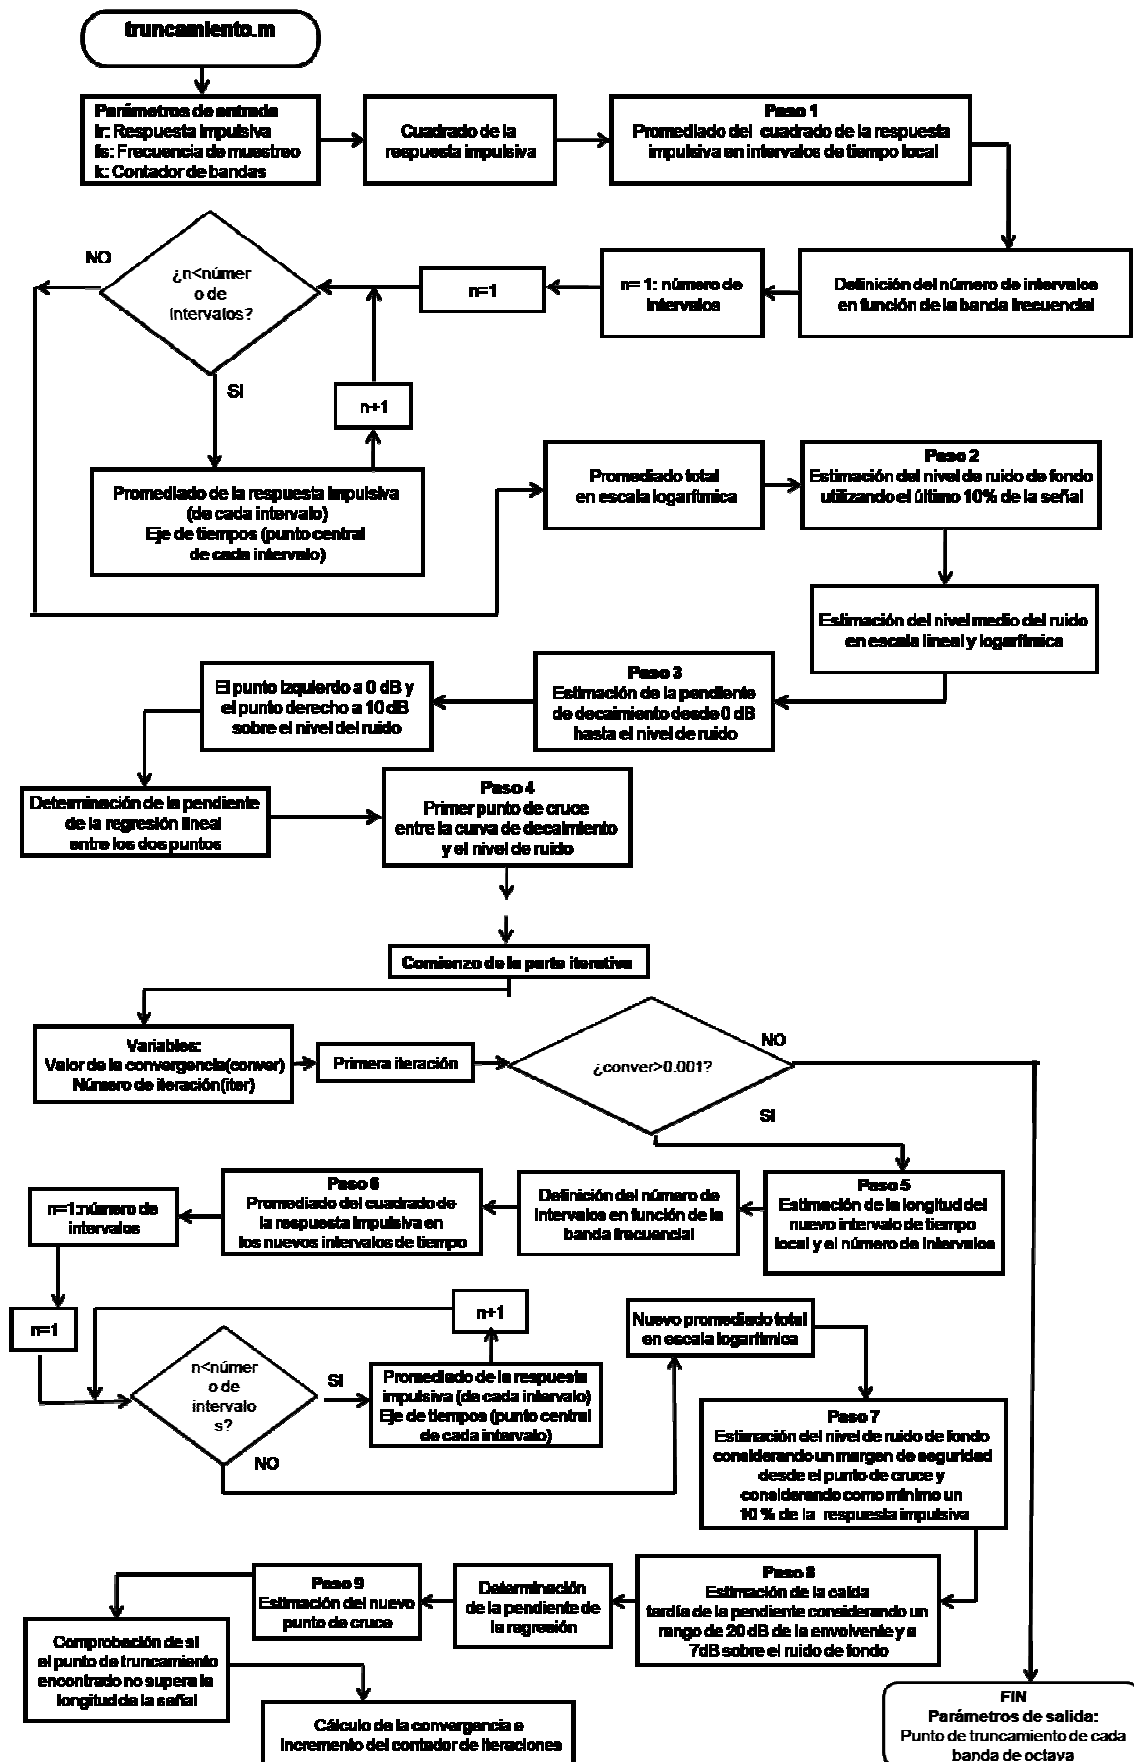 truncamiento.m
Parámetros de entrada
Ir: Respuesta impulsiva
fs: Frecuencia de muestreo
k: Contador de bandas
Cuadrado de la
respuesta impulsiva
Paso 1
Promediado del cuadrado de la respuesta
impulsiva en intervalos de tiempo local
Definición del número de intervalos
en función de la banda frecuencial
n= 1: número de
intervalos
n=1
¿n<númer
o de
intervalos?
NO
SI
n+1
Promediado de la respuesta impulsiva
(de cada intervalo)
Eje de tiempos (punto central
de cada intervalo)
Promediado total
en escala logarítmica
Paso 2
Estimación del nivel de ruido de fondo
utilizando el último 10% de la señal
Estimación del nivel medio del ruido
en escala lineal y logarítmica
Paso 3
Estimación de la pendiente
de decaimiento desde 0 dB
hasta el nivel de ruido
El punto izquierdo a 0 dB y
el punto derecho a 10 dB
sobre el nivel del ruido
Determinación de la pendiente
de la regresión lineal
entre los dos puntos
Paso 4
Primer punto de cruce
entre la curva de decaimiento
y el nivel de ruido
Comienzo de la parte iterativa
Variables:
Valor de la convergencia(conver)
Número de iteración(iter)
Primera iteración
¿conver>0.001?
NO
SI
Paso 5
Estimación de la longitud del
nuevo intervalo de tiempo
local y el número de intervalos
Definición del número de
intervalos en función de la
banda frecuencial
Paso 6
Promediado del cuadrado de
la respuesta impulsiva en
los nuevos intervalos de tiempo
n=1:número de
intervalos
n=1
n<númer
o de
intervalo
s?
SI
NO
n+1
Promediado de la respuesta
impulsiva (de cada intervalo)
Eje de tiempos (punto central
de cada intervalo)
Nuevo promediado total
en escala logarítmica
Paso 7
Estimación del nivel de ruido de fondo
considerando un margen de seguridad
desde el punto de cruce y
considerando como mínimo un
10 % de la respuesta impulsiva
Paso 8
Estimación de la caída
tardía de la pendiente considerando un
rango de 20 dB de la envolvente y a
7dB sobre el ruido de fondo
Determinación
de la pendiente de
la regresión
Paso 9
Estimación del nuevo
punto de cruce
Comprobación de si
el punto de truncamiento
encontrado no supera la
longitud de la señal
Cálculo de la convergencia e
incremento del contador de iteraciones
FIN
Parámetros de salida:
Punto de truncamiento de cada
banda de octava